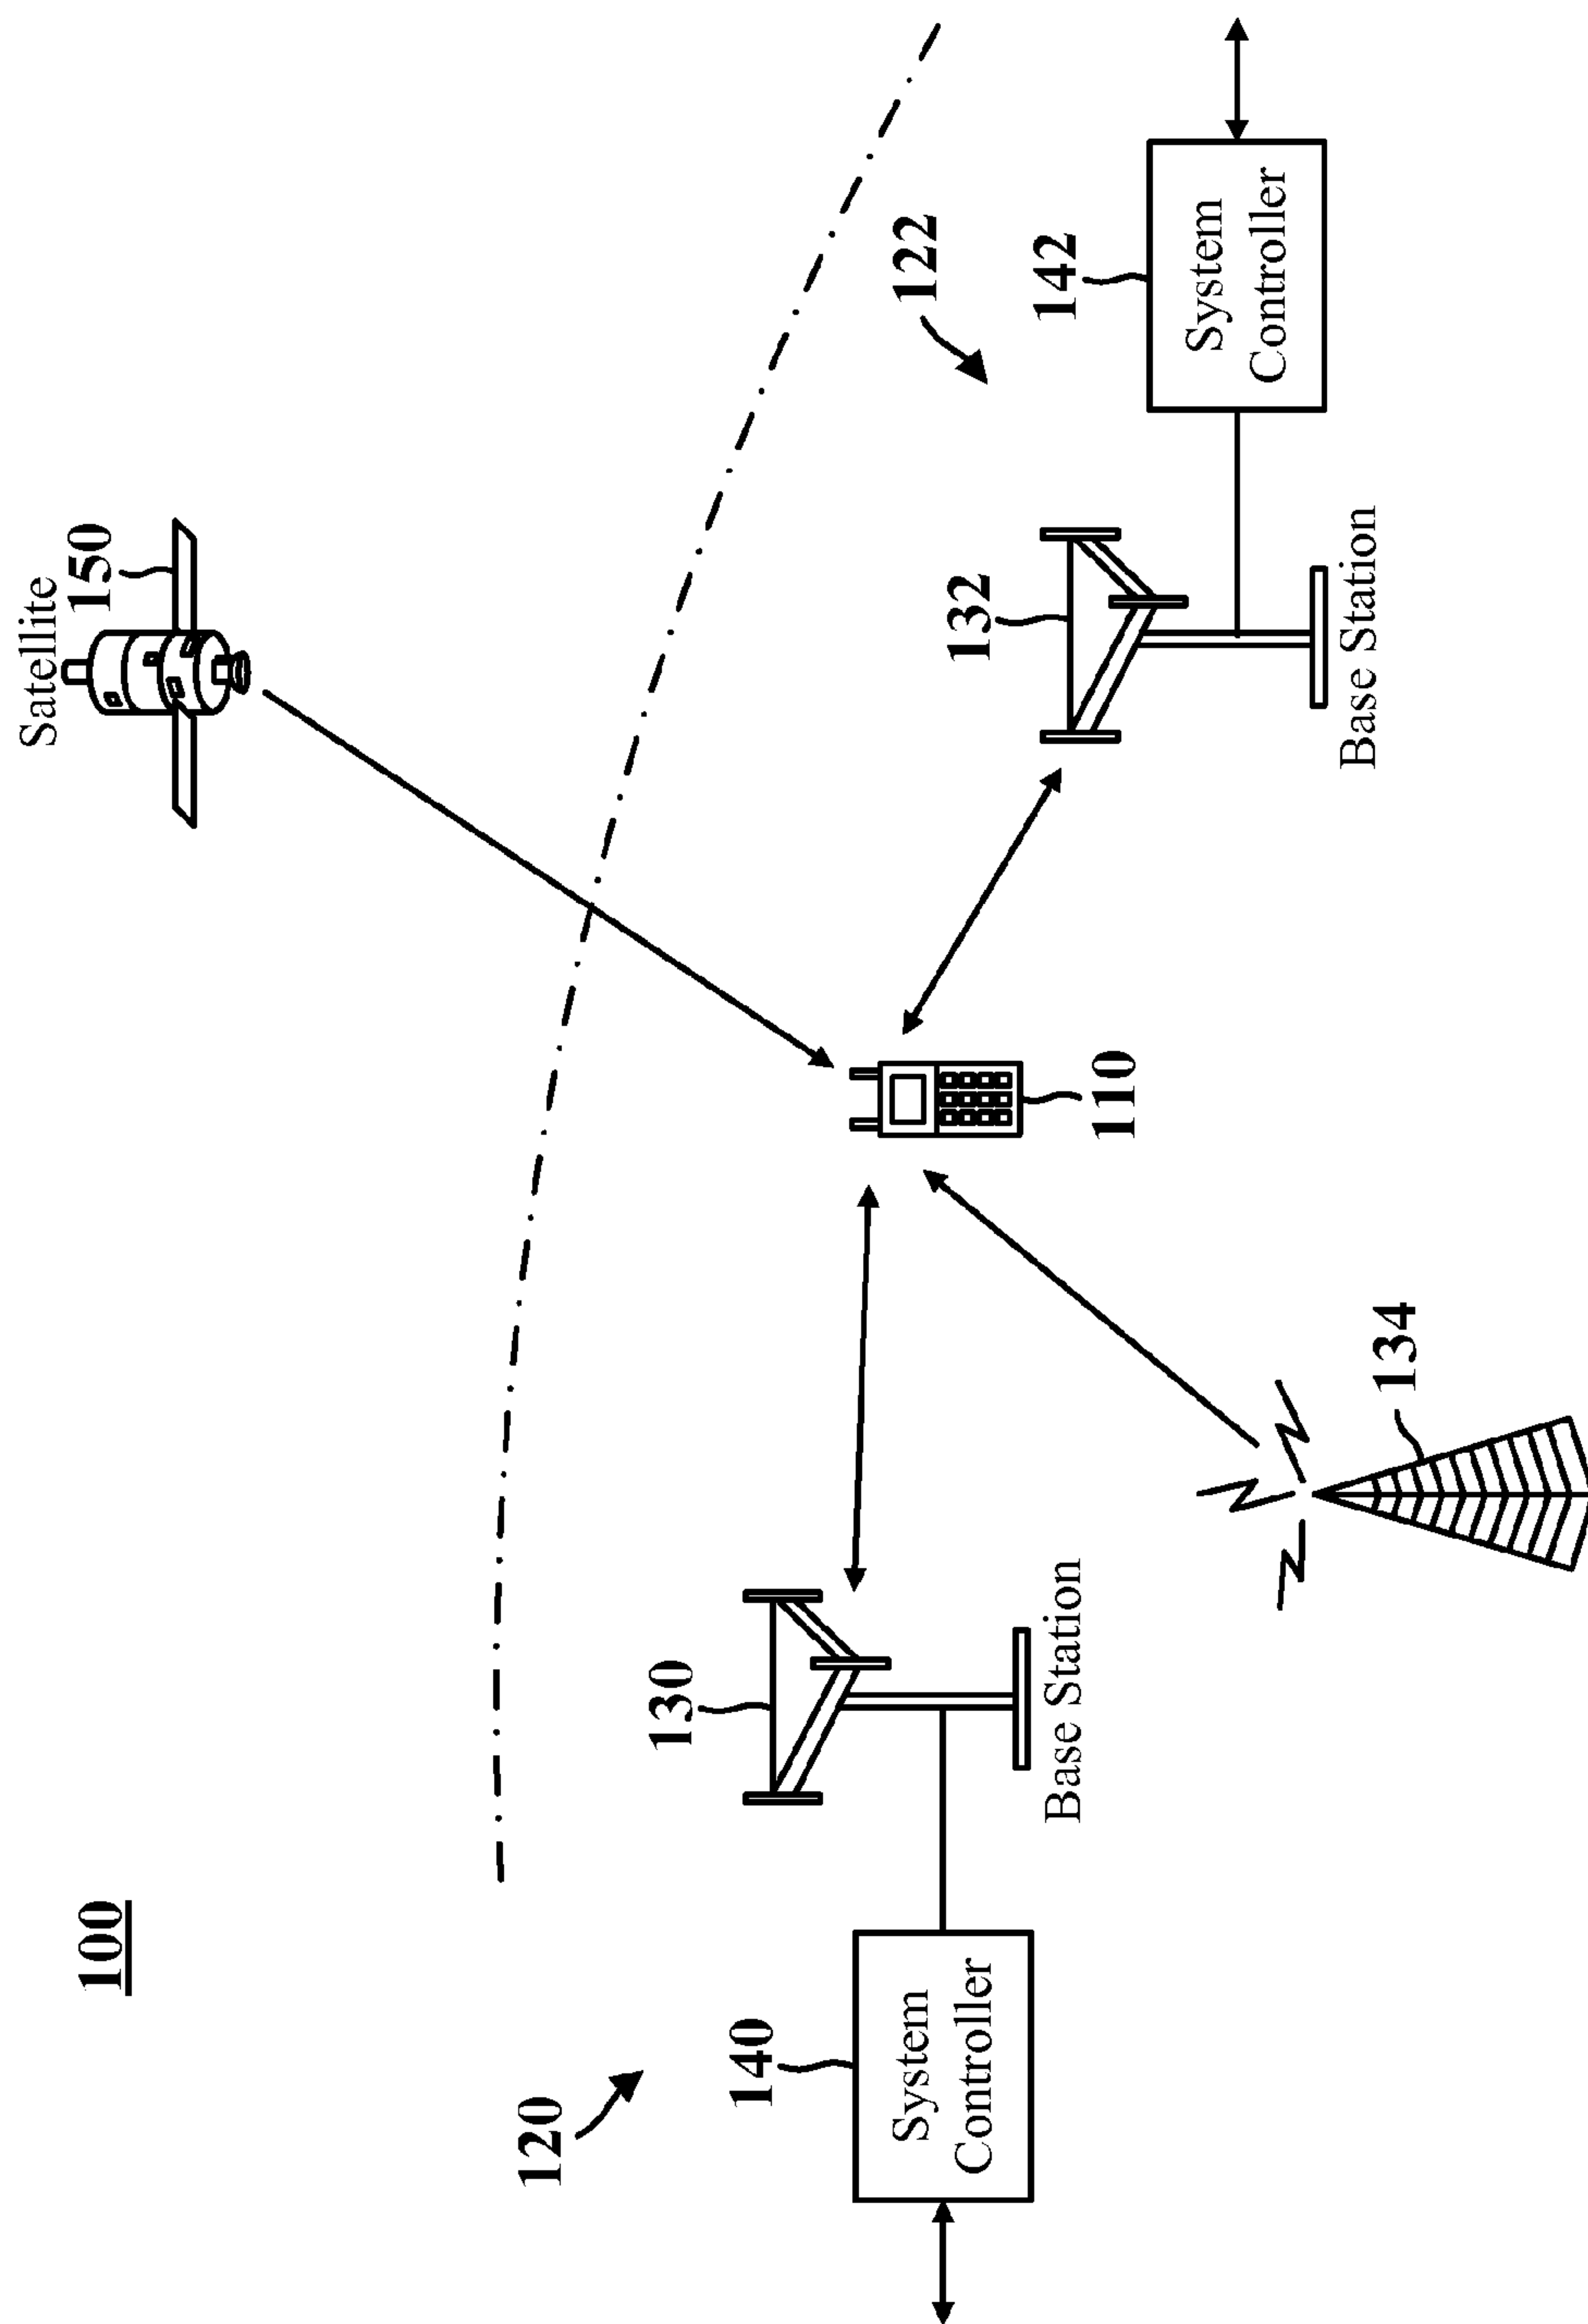 100
Satellite
150
120
140
System
Controller
130
Base Station
134
110
132
Base Station
122
142
System
Controller